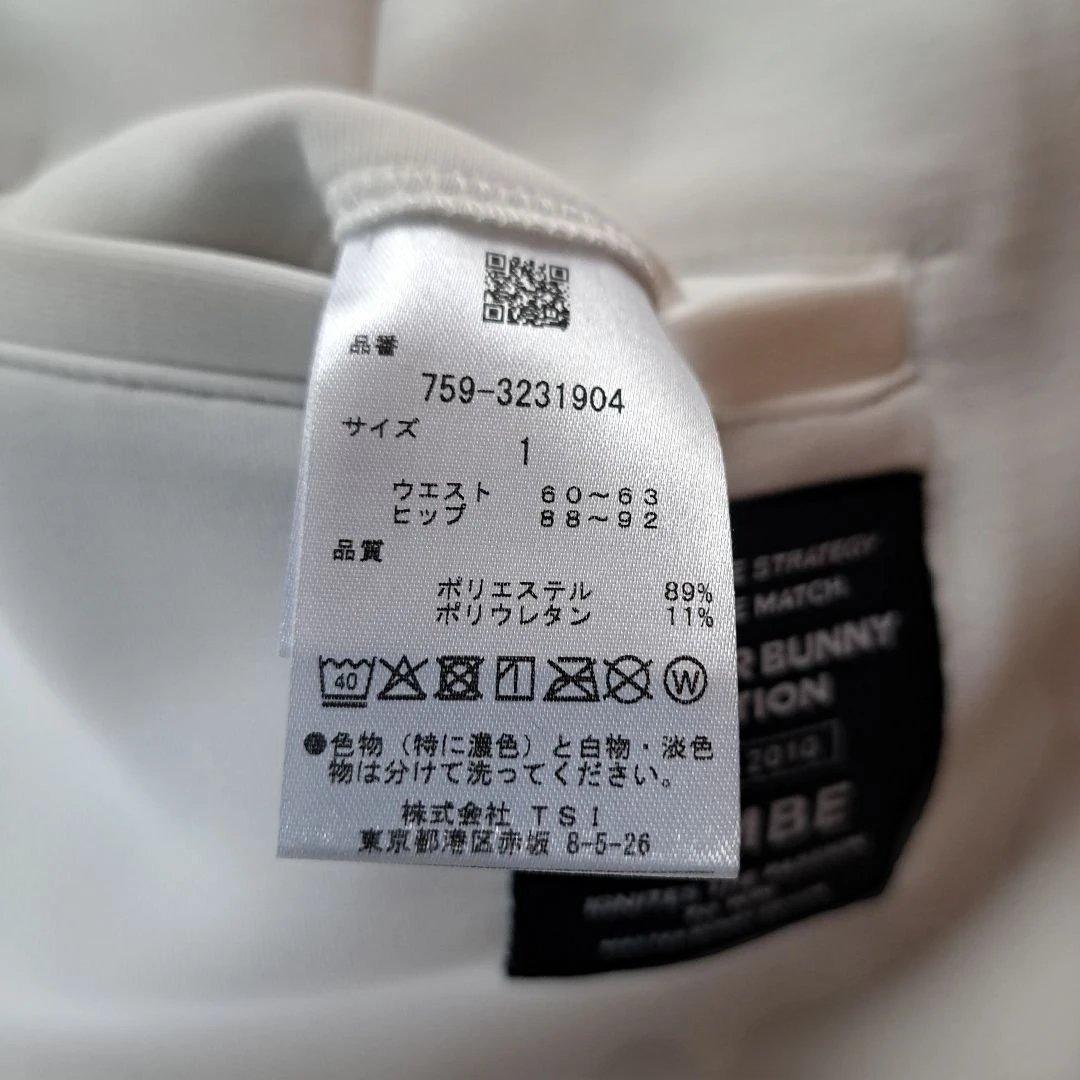 品番
759-3231904
サイズ
1
ウエスト 60～63
ヒップ 88～92
品質
ポリエステル 89%
ポリウレタン 11%
40
W
●色物（特に濃色）と白物・淡色
物は分けて洗ってください。
株式会社 TSI
東京都港区赤坂 8-5-26
STRATEGY
MATCH.
BUNNY
IGNITES THE